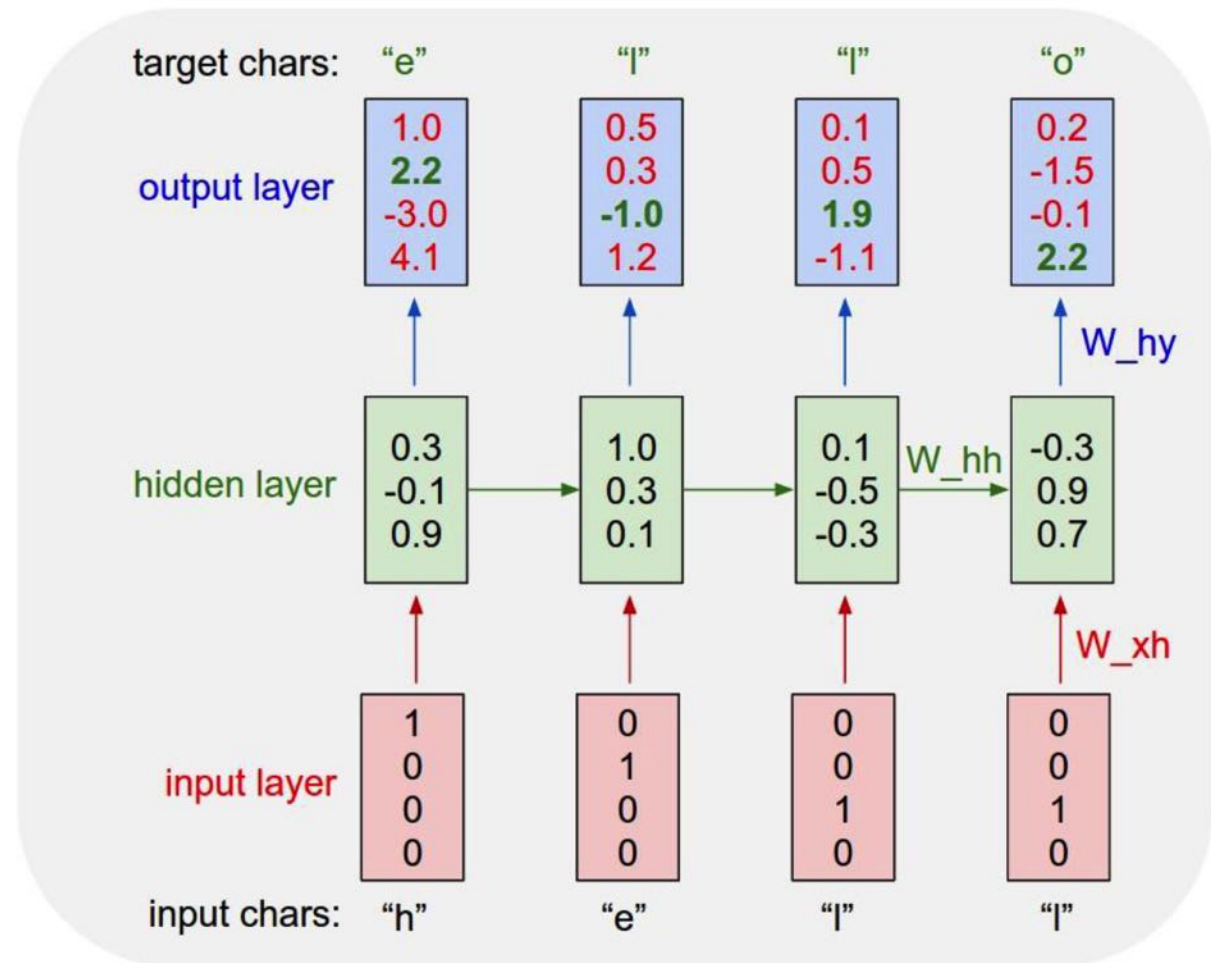 target chars: “e” “l” “l” “o”
1.0 0.5 0.1 0.2
2.2 0.3 0.5 -1.5
output layer
-3.0 -1.0 1.9 -0.1
4.1 1.2 -1.1 2.2
W_hy
0.3 1.0 0.1 -0.3
W_hh
hidden layer
-0.1 0.3 -0.5 0.9
0.9 0.1 -0.3 0.7
W_xh
1 0 0 0
0 1 0 0
input layer
0 0 1 1
0 0 0 0
input chars: “h” “e” “l” “l”